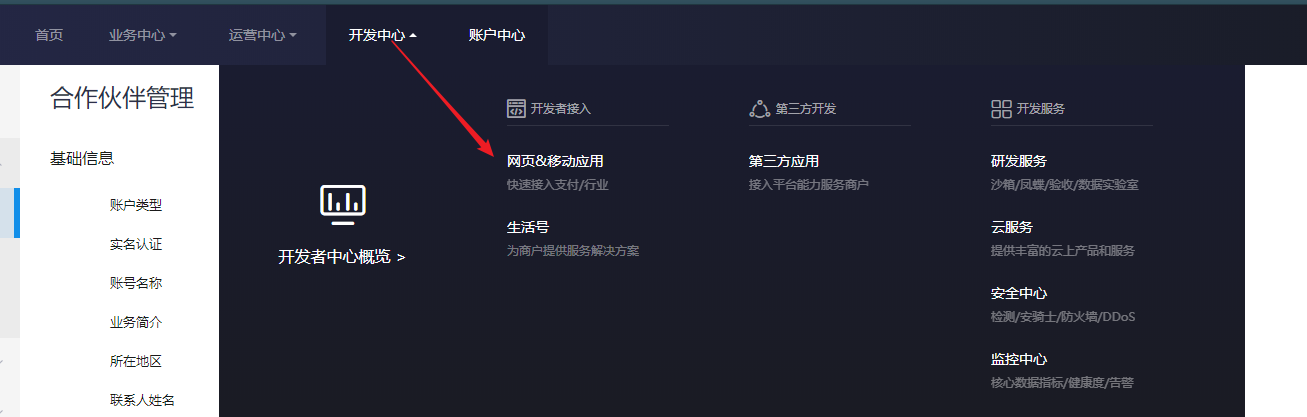 首页 业务中心 运营中心 开发中心 账户中心
合作伙伴管理
基础信息
账户类型
实名认证
账号名称
业务简介
所在地区
联系人姓名
开发者中心概览 >
开发者接入
网页&移动应用
快速接入支付/行业
生活号
为商户提供服务解决方案
第三方开发
第三方应用
接入平台能力服务商户
开发服务
研发服务
沙箱/凤蝶/验收/数据实验室
云服务
提供丰富的云上产品和服务
安全中心
检测/安骑士/防火墙/DDoS
监控中心
核心数据指标/健康度/告警